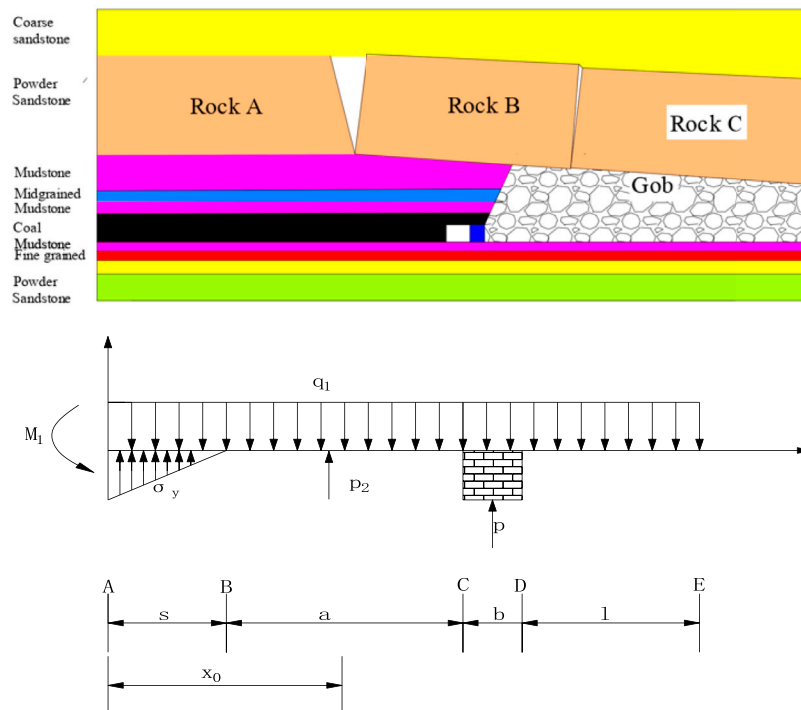 Coarse
sandstone
Powder
Sandstone
Rock A
Rock B
Rock C
Mudstone
Gob
Midgrained
Mudstone
Coal
Mudstone
Fine grained
Powder
Sandstone
q1
M1
σ y
p2
p
A B C D E
s a b l
x0